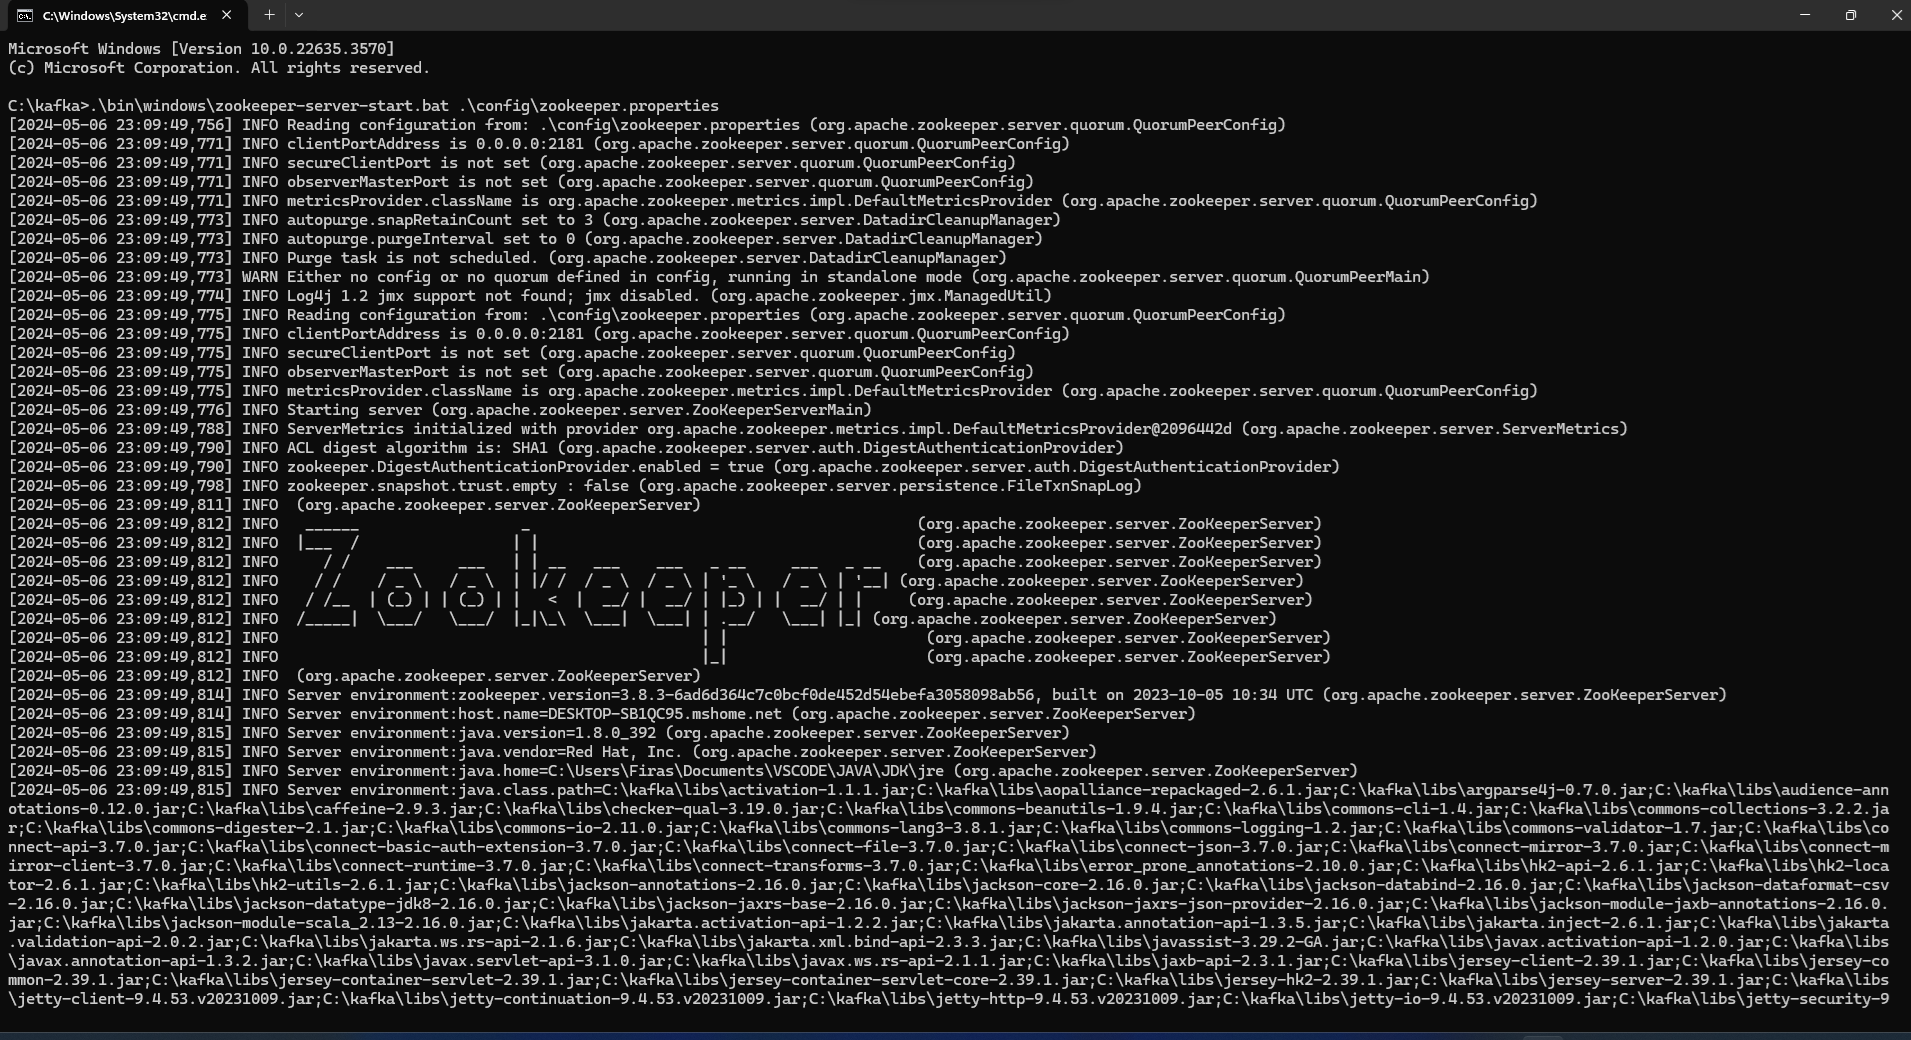 C:\Windows\System32\cmd.e
Microsoft Windows [Version 10.0.22635.3570]
(c) Microsoft Corporation. All rights reserved.
C:\kafka>.\bin\windows\zookeeper-server-start.bat .\config\zookeeper.properties
[2024-05-06 23:09:49,756] INFO Reading configuration from: .\config\zookeeper.properties (org.apache.zookeeper.server.quorum.QuorumPeerConfig)
[2024-05-06 23:09:49,771] INFO clientPortAddress is 0.0.0.0:2181 (org.apache.zookeeper.server.quorum.QuorumPeerConfig)
[2024-05-06 23:09:49,771] INFO secureClientPort is not set (org.apache.zookeeper.server.quorum.QuorumPeerConfig)
[2024-05-06 23:09:49,771] INFO observerMasterPort is not set (org.apache.zookeeper.server.quorum.QuorumPeerConfig)
[2024-05-06 23:09:49,771] INFO metricsProvider.className is org.apache.zookeeper.metrics.impl.DefaultMetricsProvider (org.apache.zookeeper.server.quorum.QuorumPeerConfig)
[2024-05-06 23:09:49,773] INFO autopurge.snapRetainCount set to 3 (org.apache.zookeeper.server.DatadirCleanupManager)
[2024-05-06 23:09:49,773] INFO autopurge.purgeInterval set to 0 (org.apache.zookeeper.server.DatadirCleanupManager)
[2024-05-06 23:09:49,773] INFO Purge task is not scheduled. (org.apache.zookeeper.server.DatadirCleanupManager)
[2024-05-06 23:09:49,773] WARN Either no config or no quorum defined in config, running in standalone mode (org.apache.zookeeper.server.quorum.QuorumPeerMain)
[2024-05-06 23:09:49,774] INFO Log4j 1.2 jmx support not found; jmx disabled. (org.apache.zookeeper.jmx.ManagedUtil)
[2024-05-06 23:09:49,775] INFO Reading configuration from: .\config\zookeeper.properties (org.apache.zookeeper.server.quorum.QuorumPeerConfig)
[2024-05-06 23:09:49,775] INFO clientPortAddress is 0.0.0.0:2181 (org.apache.zookeeper.server.quorum.QuorumPeerConfig)
[2024-05-06 23:09:49,775] INFO secureClientPort is not set (org.apache.zookeeper.server.quorum.QuorumPeerConfig)
[2024-05-06 23:09:49,775] INFO observerMasterPort is not set (org.apache.zookeeper.server.quorum.QuorumPeerConfig)
[2024-05-06 23:09:49,775] INFO metricsProvider.className is org.apache.zookeeper.metrics.impl.DefaultMetricsProvider (org.apache.zookeeper.server.quorum.QuorumPeerConfig)
[2024-05-06 23:09:49,776] INFO Starting server (org.apache.zookeeper.server.ZooKeeperServerMain)
[2024-05-06 23:09:49,788] INFO ServerMetrics initialized with provider org.apache.zookeeper.metrics.impl.DefaultMetricsProvider@2096442d (org.apache.zookeeper.server.ServerMetrics)
[2024-05-06 23:09:49,790] INFO ACL digest algorithm is: SHA1 (org.apache.zookeeper.server.auth.DigestAuthenticationProvider)
[2024-05-06 23:09:49,790] INFO zookeeper.DigestAuthenticationProvider.enabled = true (org.apache.zookeeper.server.auth.DigestAuthenticationProvider)
[2024-05-06 23:09:49,798] INFO zookeeper.snapshot.trust.empty : false (org.apache.zookeeper.server.persistence.FileTxnSnapLog)
[2024-05-06 23:09:49,811] INFO  (org.apache.zookeeper.server.ZooKeeperServer)
[2024-05-06 23:09:49,812] INFO   ______                  _                                           (org.apache.zookeeper.server.ZooKeeperServer)
[2024-05-06 23:09:49,812] INFO  |___  /                 | |                                          (org.apache.zookeeper.server.ZooKeeperServer)
[2024-05-06 23:09:49,812] INFO     / /    ___     ___   | | __   ___    ___   _ __     ___   _ __    (org.apache.zookeeper.server.ZooKeeperServer)
[2024-05-06 23:09:49,812] INFO    / /    / _ \   / _ \  | |/ /  / _ \  / _ \ | '_ \   / _ \ | '__| (org.apache.zookeeper.server.ZooKeeperServer)
[2024-05-06 23:09:49,812] INFO   / /__  | (_) | | (_) | |   <  |  __/ |  __/ | |_) | |  __/ | |     (org.apache.zookeeper.server.ZooKeeperServer)
[2024-05-06 23:09:49,812] INFO  /_____|  \___/   \___/  |_|\_\  \___|  \___| | .__/   \___| |_| (org.apache.zookeeper.server.ZooKeeperServer)
[2024-05-06 23:09:49,812] INFO                                               | |                      (org.apache.zookeeper.server.ZooKeeperServer)
[2024-05-06 23:09:49,812] INFO                                               |_|                      (org.apache.zookeeper.server.ZooKeeperServer)
[2024-05-06 23:09:49,812] INFO  (org.apache.zookeeper.server.ZooKeeperServer)
[2024-05-06 23:09:49,814] INFO Server environment:zookeeper.version=3.8.3-6ad6d364c7c0bcf0de452d54ebefa3058098ab56, built on 2023-10-05 10:34 UTC (org.apache.zookeeper.server.ZooKeeperServer)
[2024-05-06 23:09:49,814] INFO Server environment:host.name=DESKTOP-SB1QC95.mshome.net (org.apache.zookeeper.server.ZooKeeperServer)
[2024-05-06 23:09:49,815] INFO Server environment:java.version=1.8.0_392 (org.apache.zookeeper.server.ZooKeeperServer)
[2024-05-06 23:09:49,815] INFO Server environment:java.vendor=Red Hat, Inc. (org.apache.zookeeper.server.ZooKeeperServer)
[2024-05-06 23:09:49,815] INFO Server environment:java.home=C:\Users\Firas\Documents\VSCODE\JAVA\JDK\jre (org.apache.zookeeper.server.ZooKeeperServer)
[2024-05-06 23:09:49,815] INFO Server environment:java.class.path=C:\kafka\libs\activation-1.1.1.jar;C:\kafka\libs\aopalliance-repackaged-2.6.1.jar;C:\kafka\libs\argparse4j-0.7.0.jar;C:\kafka\libs\audience-ann
otations-0.12.0.jar;C:\kafka\libs\caffeine-2.9.3.jar;C:\kafka\libs\checker-qual-3.19.0.jar;C:\kafka\libs\commons-beanutils-1.9.4.jar;C:\kafka\libs\commons-cli-1.4.jar;C:\kafka\libs\commons-collections-3.2.2.ja
r;C:\kafka\libs\commons-digester-2.1.jar;C:\kafka\libs\commons-io-2.11.0.jar;C:\kafka\libs\commons-lang3-3.8.1.jar;C:\kafka\libs\commons-logging-1.2.jar;C:\kafka\libs\commons-validator-1.7.jar;C:\kafka\libs\co
nnect-api-3.7.0.jar;C:\kafka\libs\connect-basic-auth-extension-3.7.0.jar;C:\kafka\libs\connect-file-3.7.0.jar;C:\kafka\libs\connect-json-3.7.0.jar;C:\kafka\libs\connect-mirror-3.7.0.jar;C:\kafka\libs\connect-m
irror-client-3.7.0.jar;C:\kafka\libs\connect-runtime-3.7.0.jar;C:\kafka\libs\connect-transforms-3.7.0.jar;C:\kafka\libs\error_prone_annotations-2.10.0.jar;C:\kafka\libs\hk2-api-2.6.1.jar;C:\kafka\libs\hk2-loca
tor-2.6.1.jar;C:\kafka\libs\hk2-utils-2.6.1.jar;C:\kafka\libs\jackson-annotations-2.16.0.jar;C:\kafka\libs\jackson-core-2.16.0.jar;C:\kafka\libs\jackson-databind-2.16.0.jar;C:\kafka\libs\jackson-dataformat-csv
-2.16.0.jar;C:\kafka\libs\jackson-datatype-jdk8-2.16.0.jar;C:\kafka\libs\jackson-jaxrs-base-2.16.0.jar;C:\kafka\libs\jackson-jaxrs-json-provider-2.16.0.jar;C:\kafka\libs\jackson-module-jaxb-annotations-2.16.0.
jar;C:\kafka\libs\jackson-module-scala_2.13-2.16.0.jar;C:\kafka\libs\jakarta.activation-api-1.2.2.jar;C:\kafka\libs\jakarta.annotation-api-1.3.5.jar;C:\kafka\libs\jakarta.inject-2.6.1.jar;C:\kafka\libs\jakarta
.validation-api-2.0.2.jar;C:\kafka\libs\jakarta.ws.rs-api-2.1.6.jar;C:\kafka\libs\jakarta.xml.bind-api-2.3.3.jar;C:\kafka\libs\javassist-3.29.2-GA.jar;C:\kafka\libs\javax.activation-api-1.2.0.jar;C:\kafka\libs
\javax.annotation-api-1.3.2.jar;C:\kafka\libs\javax.servlet-api-3.1.0.jar;C:\kafka\libs\javax.ws.rs-api-2.1.1.jar;C:\kafka\libs\jaxb-api-2.3.1.jar;C:\kafka\libs\jersey-client-2.39.1.jar;C:\kafka\libs\jersey-co
mmon-2.39.1.jar;C:\kafka\libs\jersey-container-servlet-2.39.1.jar;C:\kafka\libs\jersey-container-servlet-core-2.39.1.jar;C:\kafka\libs\jersey-hk2-2.39.1.jar;C:\kafka\libs\jersey-server-2.39.1.jar;C:\kafka\libs
\jetty-client-9.4.53.v20231009.jar;C:\kafka\libs\jetty-continuation-9.4.53.v20231009.jar;C:\kafka\libs\jetty-http-9.4.53.v20231009.jar;C:\kafka\libs\jetty-io-9.4.53.v20231009.jar;C:\kafka\libs\jetty-security-9